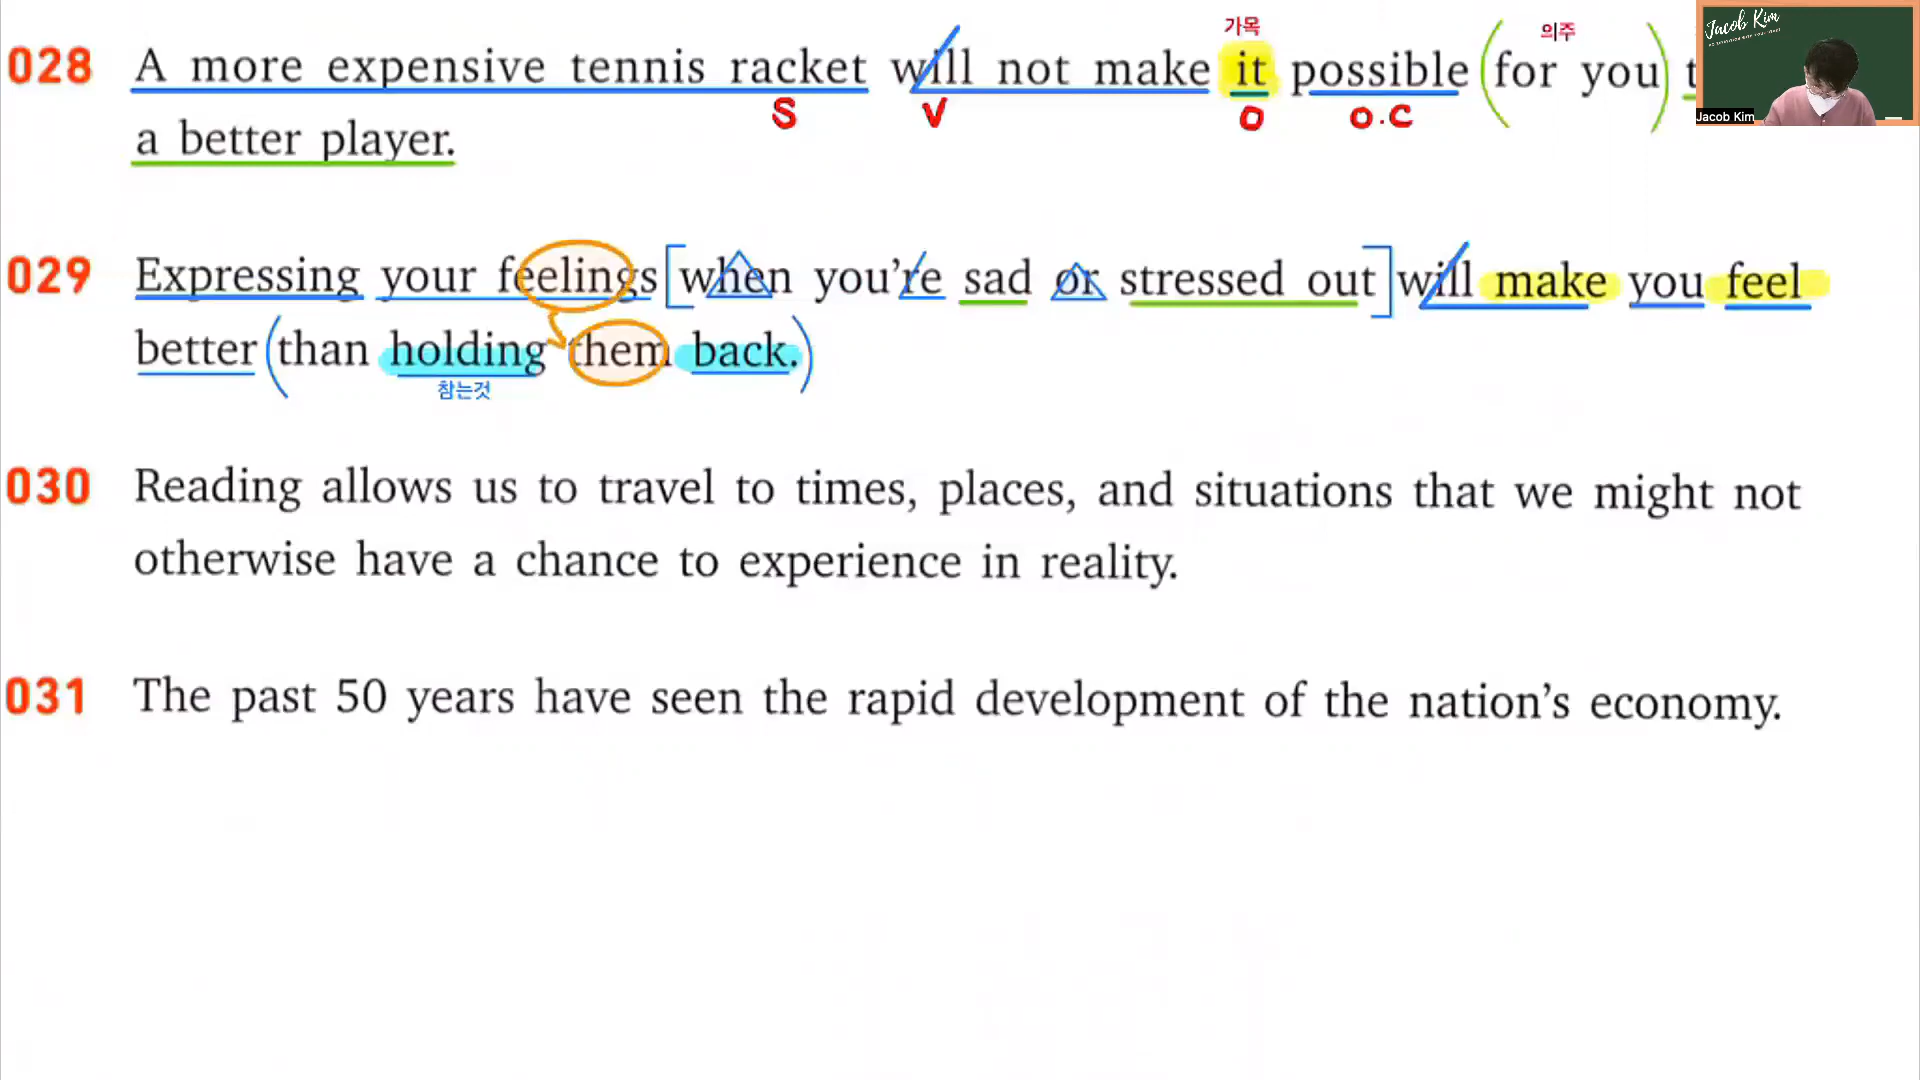 가목
의주
028 A more expensive tennis racket will not make it possible (for you) t
S V O O.C
a better player.
029 Expressing your feelings [when you're sad or stressed out] will make you feel
better (than holding them back.)
참는것
030 Reading allows us to travel to times, places, and situations that we might not
otherwise have a chance to experience in reality.
031 The past 50 years have seen the rapid development of the nation's economy.
Jacob Kim
Jacob Kim